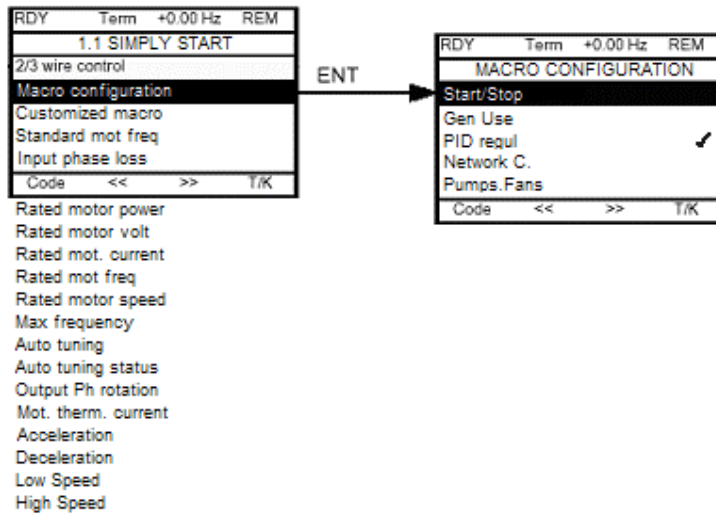 RDY Term +0.00 Hz REM
1.1 SIMPLY START
2/3 wire control
Macro configuration
Customized macro
Standard mot freq
Input phase loss
Code << >> T/K
Rated motor power
Rated motor volt
Rated mot. current
Rated mot freq
Rated motor speed
Max frequency
Auto tuning
Auto tuning status
Output Ph rotation
Mot. therm. current
Acceleration
Deceleration
Low Speed
High Speed
ENT
RDY Term +0.00 Hz REM
MACRO CONFIGURATION
Start/Stop
Gen Use
PID regul ✓
Network C.
Pumps.Fans
Code << >> T/K